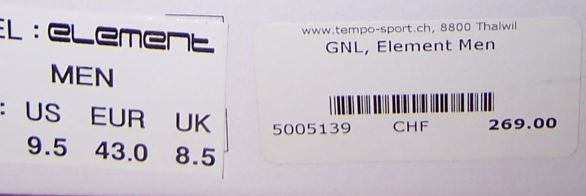 EL : element
MEN
: US EUR UK
9.5 43.0 8.5
www.tempo-sport.ch, 8800 Thalwil
GNL, Element Men
5005139 CHF 269.00